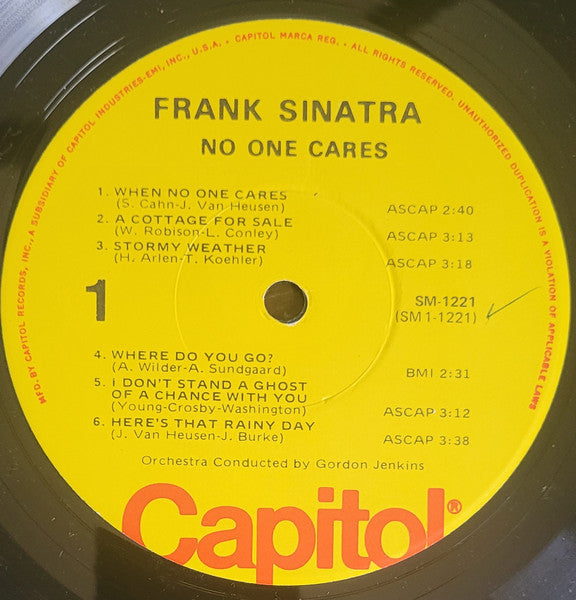 MFD. BY CAPITOL RECORDS, INC., A SUBSIDIARY OF CAPITOL INDUSTRIES-EMI, INC., U.S.A. · CAPITOL MARCA REG. · ALL RIGHTS RESERVED. UNAUTHORIZED DUPLICATION IS A VIOLATION OF APPLICABLE LAWS
FRANK SINATRA
NO ONE CARES
1. WHEN NO ONE CARES
(S. Cahn-J. Van Heusen) ASCAP 2:40
2. A COTTAGE FOR SALE
(W. Robison-L. Conley) ASCAP 3:13
3. STORMY WEATHER
(H. Arlen-T. Koehler) ASCAP 3:18
1
SM-1221
(SM1-1221)
4. WHERE DO YOU GO?
(A. Wilder-A. Sundgaard) BMI 2:31
5. I DON'T STAND A GHOST
OF A CHANCE WITH YOU
(Young-Crosby-Washington) ASCAP 3:12
6. HERE'S THAT RAINY DAY
(J. Van Heusen-J. Burke) ASCAP 3:38
Orchestra Conducted by Gordon Jenkins
Capitol®